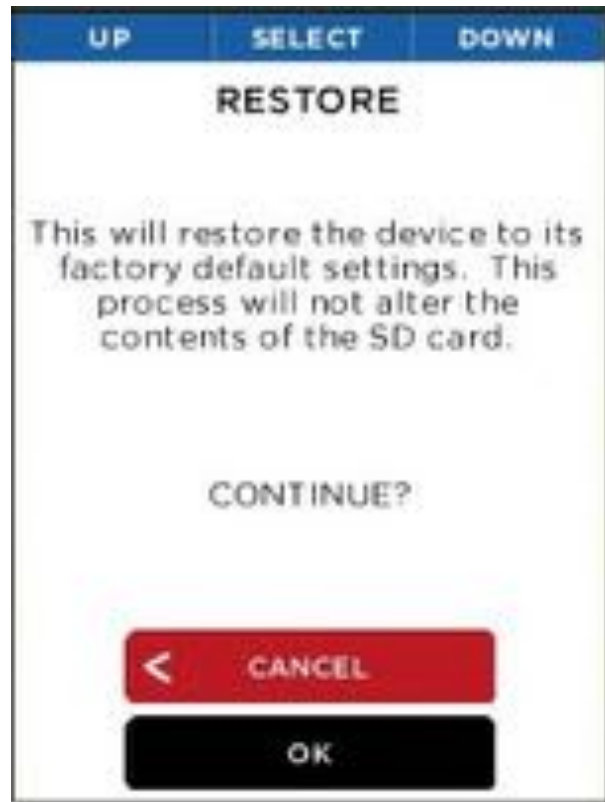 UP SELECT DOWN
RESTORE
This will restore the device to its
factory default settings. This
process will not alter the
contents of the SD card.
CONTINUE?
< CANCEL
OK